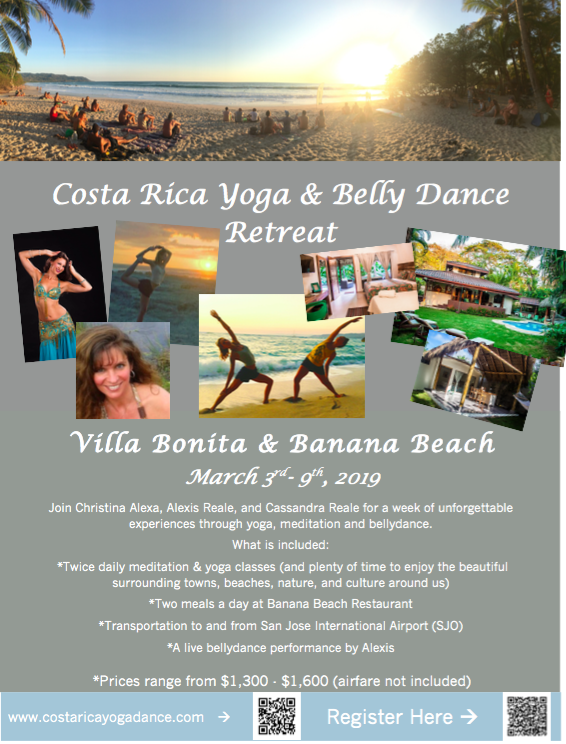 Costa Rica Yoga & Belly Dance
Retreat
Villa Bonita & Banana Beach
March 3rd- 9th, 2019
Join Christina Alexa, Alexis Reale, and Cassandra Reale for a week of unforgettable
experiences through yoga, meditation and bellydance.
What is included:
*Twice daily meditation & yoga classes (and plenty of time to enjoy the beautiful
surrounding towns, beaches, nature, and culture around us)
*Two meals a day at Banana Beach Restaurant
*Transportation to and from San Jose International Airport (SJO)
*A live bellydance performance by Alexis
*Prices range from $1,300 - $1,600 (airfare not included)
www.costaricayogadance.com →
Register Here →